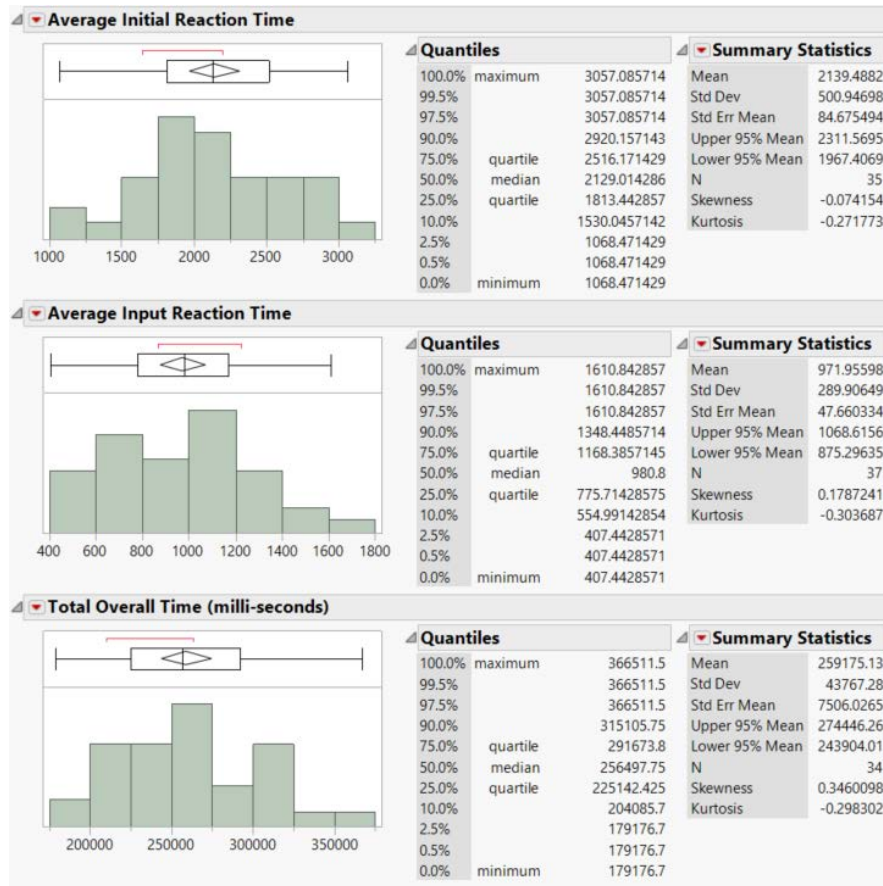 Average Initial Reaction Time
Quantiles
100.0% maximum 3057.085714
99.5% 3057.085714
97.5% 3057.085714
90.0% 2920.157143
75.0% quartile 2516.171429
50.0% median 2129.014286
25.0% quartile 1813.442857
10.0% 1530.0457142
2.5% 1068.471429
0.5% 1068.471429
0.0% minimum 1068.471429
Summary Statistics
Mean 2139.4882
Std Dev 500.94698
Std Err Mean 84.675494
Upper 95% Mean 2311.5695
Lower 95% Mean 1967.4069
N 35
Skewness -0.074154
Kurtosis -0.271773
1000 1500 2000 2500 3000
Average Input Reaction Time
Quantiles
100.0% maximum 1610.842857
99.5% 1610.842857
97.5% 1610.842857
90.0% 1348.4485714
75.0% quartile 1168.3857145
50.0% median 980.8
25.0% quartile 775.71428575
10.0% 554.99142854
2.5% 407.4428571
0.5% 407.4428571
0.0% minimum 407.4428571
Summary Statistics
Mean 971.95598
Std Dev 289.90649
Std Err Mean 47.660334
Upper 95% Mean 1068.6156
Lower 95% Mean 875.29635
N 37
Skewness 0.1787241
Kurtosis -0.303687
400 600 800 1000 1200 1400 1600 1800
Total Overall Time (milli-seconds)
Quantiles
100.0% maximum 366511.5
99.5% 366511.5
97.5% 366511.5
90.0% 315105.75
75.0% quartile 291673.8
50.0% median 256497.75
25.0% quartile 225142.425
10.0% 204085.7
2.5% 179176.7
0.5% 179176.7
0.0% minimum 179176.7
Summary Statistics
Mean 259175.13
Std Dev 43767.28
Std Err Mean 7506.0265
Upper 95% Mean 274446.26
Lower 95% Mean 243904.01
N 34
Skewness 0.3460098
Kurtosis -0.298302
200000 250000 300000 350000